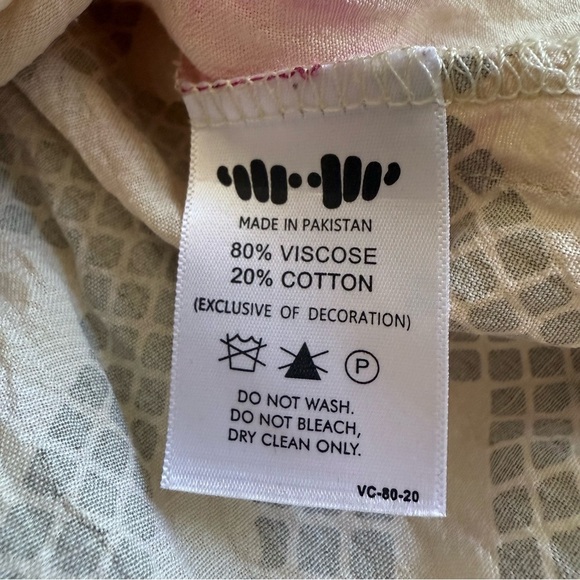 MADE IN PAKISTAN
80% VISCOSE
20% COTTON
(EXCLUSIVE OF DECORATION)
P
DO NOT WASH.
DO NOT BLEACH,
DRY CLEAN ONLY.
VC-80-20